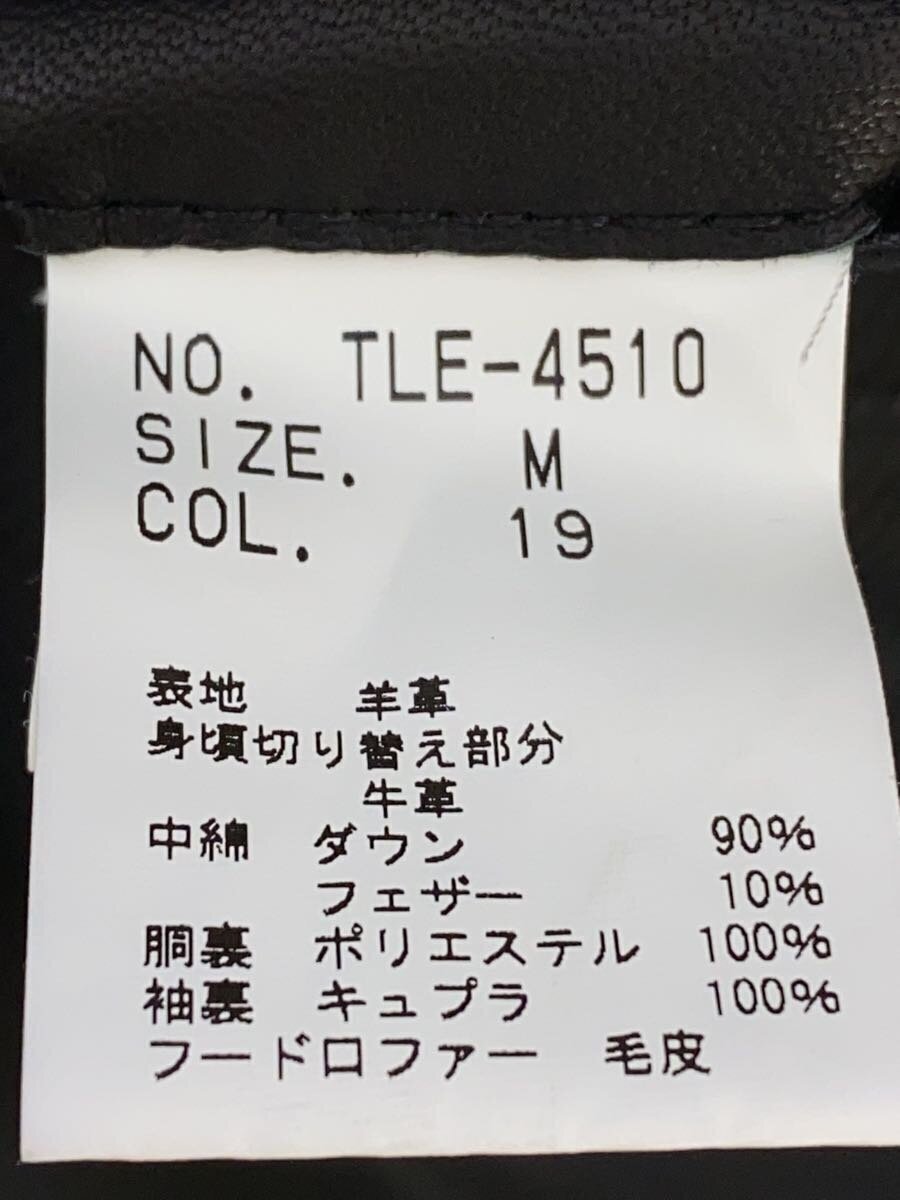 NO. TLE-4510
SIZE. M
COL. 19
表地 羊革
身頃切り替え部分
牛革
中綿 ダウン 90%
フェザー 10%
胴裏 ポリエステル 100%
袖裏 キュプラ 100%
フード口ファー 毛皮